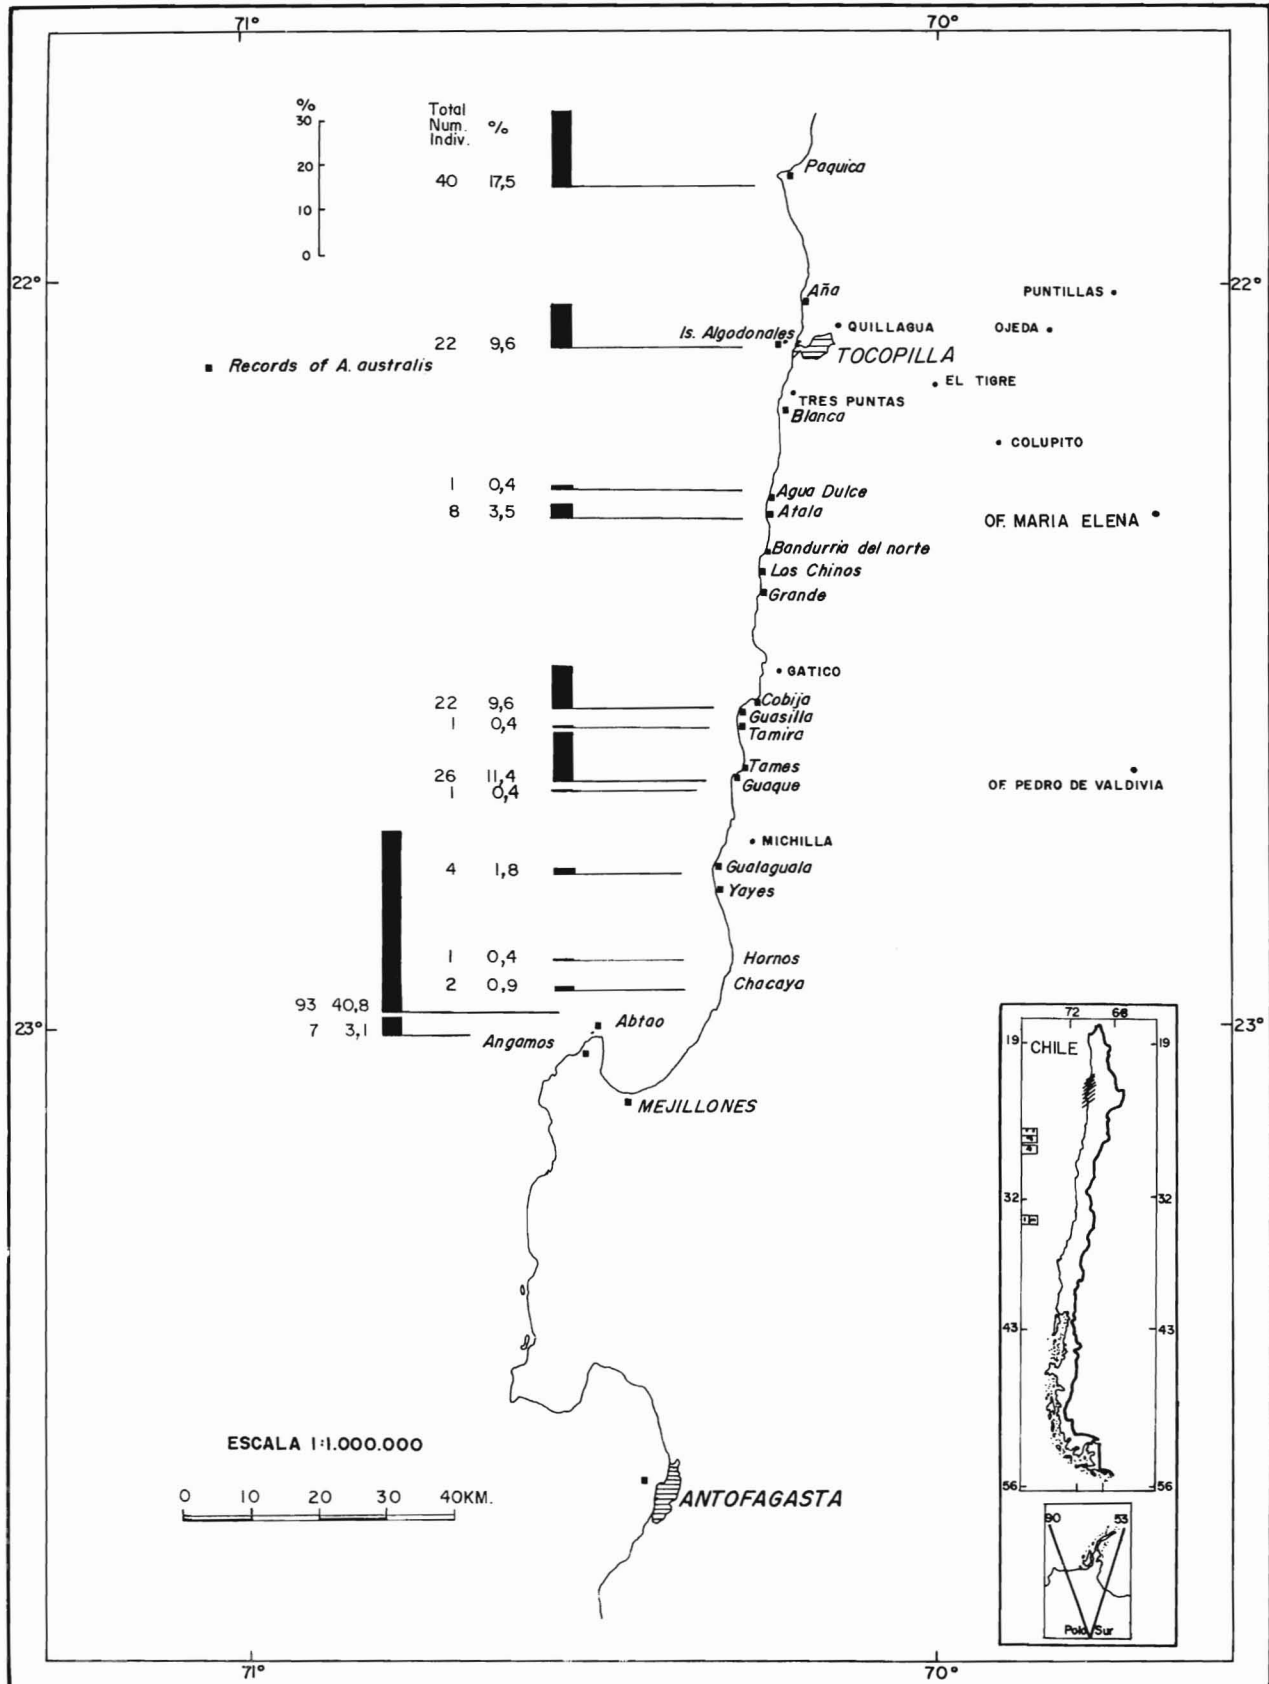 71°
70°
%
30
20
10
0
Total
Num.
Indiv.
%
40 17,5
Paquica
22°
22°
Aña
PUNTILLAS
QUILLAGUA
OJEDA
22 9,6
Is. Algodonales
TOCOPILLA
Records of A. australis
EL TIGRE
TRES PUNTAS
Blanca
COLUPITO
1 0,4
Agua Dulce
8 3,5
Atala
OF. MARIA ELENA
Bandurria del norte
Los Chinos
Grande
GATICO
22 9,6
Cobija
Guasilla
1 0,4
Tamira
Tames
26 11,4
Guaque
1 0,4
OF. PEDRO DE VALDIVIA
MICHILLA
4 1,8
Gualaguala
Yayes
1 0,4
Hornos
2 0,9
Chacaya
93 40,8
7 3,1
23°
23°
Abtao
Angamos
MEJILLONES
72 68
19 CHILE 19
32 32
43 43
56 56
ESCALA 1:1.000.000
0 10 20 30 40KM.
ANTOFAGASTA
90 53
Polo Sur
71°
70°